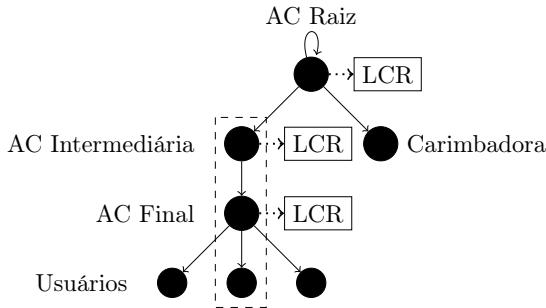 AC Raiz
LCR
AC Intermediária
LCR
Carimbadora
AC Final
LCR
Usuários